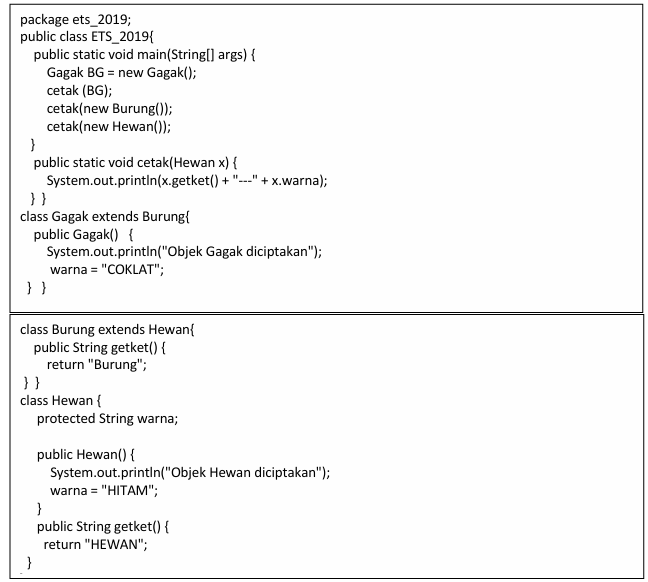 package ets_2019;
public class ETS_2019{
public static void main(String[] args) {
Gagak BG = new Gagak();
cetak (BG);
cetak(new Burung());
cetak(new Hewan());
}
public static void cetak(Hewan x) {
System.out.println(x.getket() + "---" + x.warna);
} }
class Gagak extends Burung{
public Gagak() {
System.out.println("Objek Gagak diciptakan");
warna = "COKLAT";
} }
class Burung extends Hewan{
public String getket() {
return "Burung";
} }
class Hewan {
protected String warna;
public Hewan() {
System.out.println("Objek Hewan diciptakan");
warna = "HITAM";
}
public String getket() {
return "HEWAN";
}